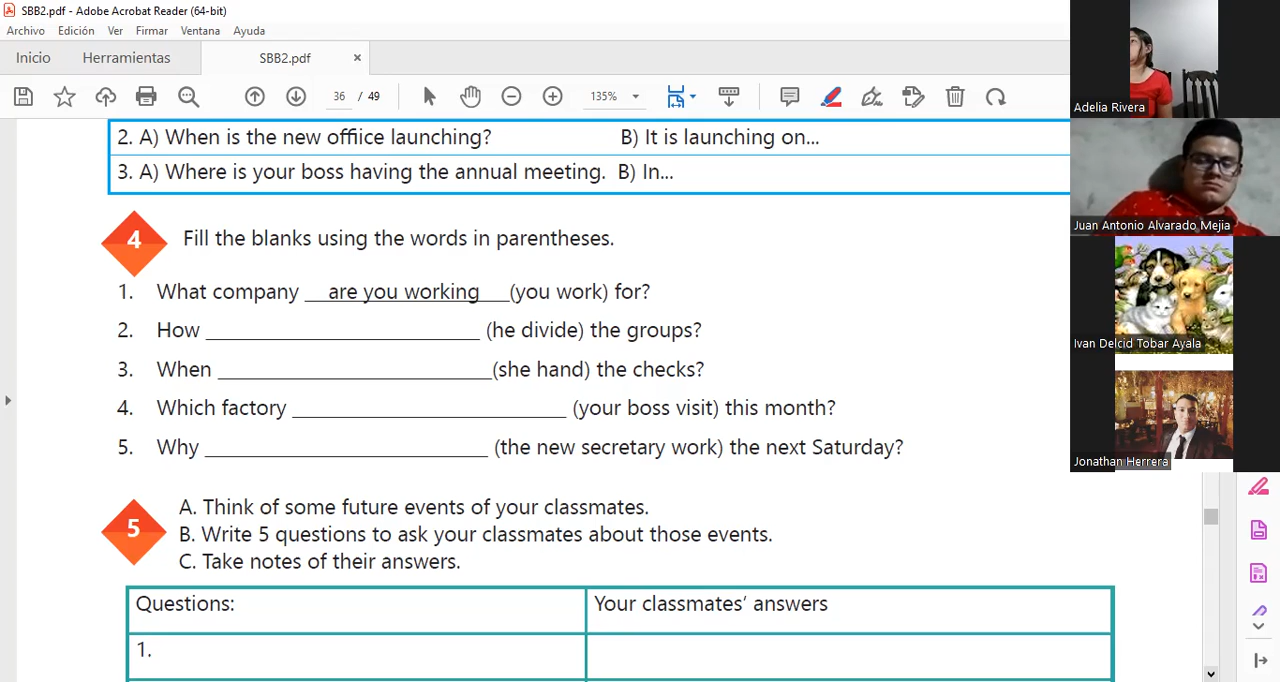 SBB2.pdf - Adobe Acrobat Reader (64-bit)
Archivo Edición Ver Firmar Ventana Ayuda
Inicio Herramientas SBB2.pdf ×
36 / 49 135%
2. A) When is the new office launching? B) It is launching on...
3. A) Where is your boss having the annual meeting. B) In...
4 Fill the blanks using the words in parentheses.
1. What company __are you working___(you work) for?
2. How __________________________ (he divide) the groups?
3. When __________________________(she hand) the checks?
4. Which factory __________________________ (your boss visit) this month?
5. Why ___________________________ (the new secretary work) the next Saturday?
5 A. Think of some future events of your classmates.
B. Write 5 questions to ask your classmates about those events.
C. Take notes of their answers.
Questions: Your classmates’ answers
1.
Adelia Rivera
Juan Antonio Alvarado Mejia
Ivan Delcid Tobar Ayala
Jonathan Herrera